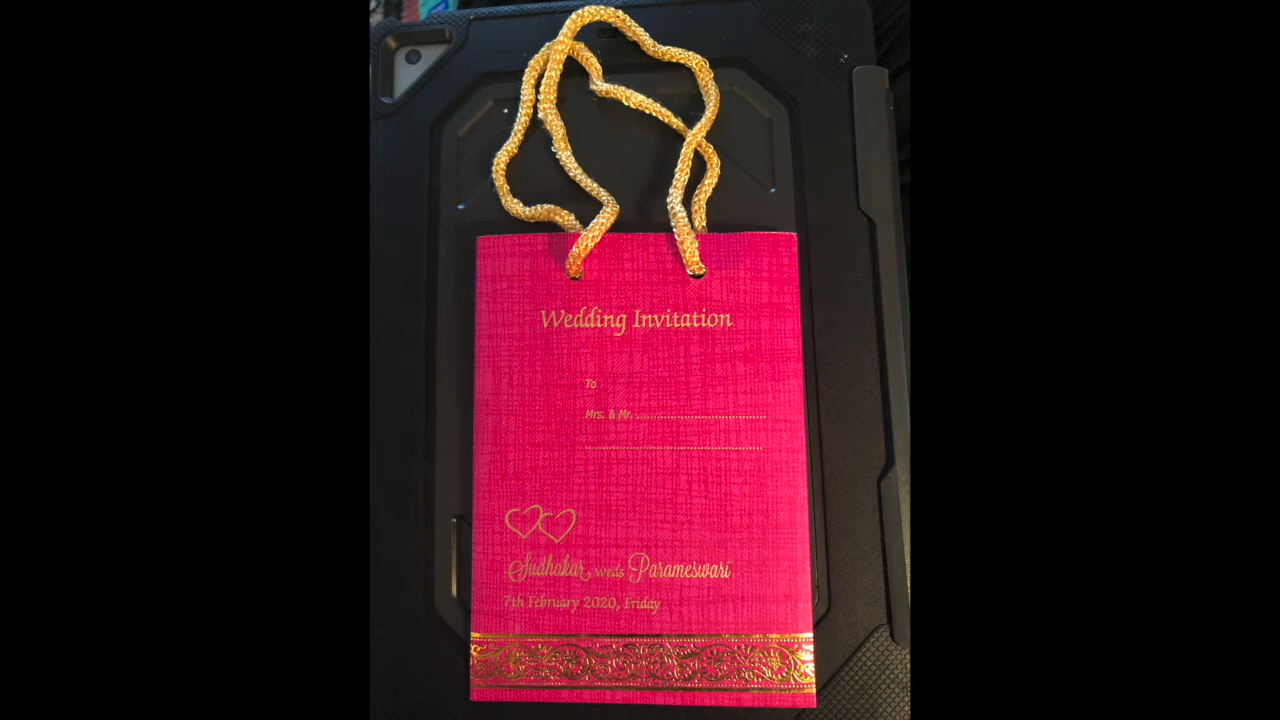 Wedding Invitation
To
Mrs. & Mr. ..............................................
..............................................................
Sudhakar weds Parameswari
7th February 2020, Friday